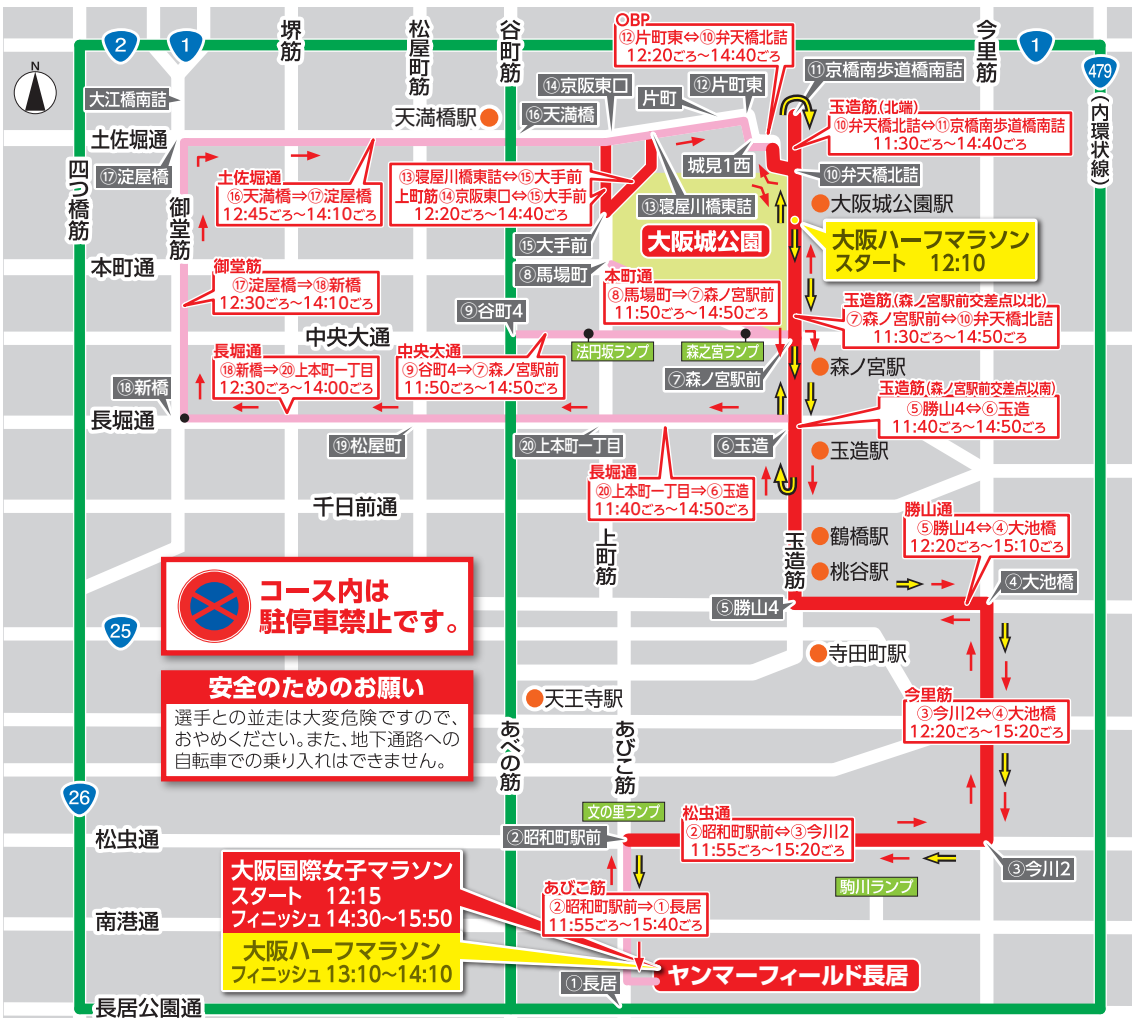 N
2
1
堺筋
松屋町筋
谷町筋
今里筋
1
479
(内環状線)
OBP
⑫片町東⇔⑩弁天橋北詰
12:20ごろ〜14:40ごろ
⑪京橋南歩道橋南詰
⑭京阪東口
片町
⑫片町東
大江橋南詰
天満橋駅
⑯天満橋
玉造筋(北端)
⑩弁天橋北詰⇔⑪京橋南歩道橋南詰
11:30ごろ〜14:40ごろ
土佐堀通
⑰淀屋橋
四つ橋筋
御堂筋
土佐堀通
⑯天満橋⇒⑰淀屋橋
12:45ごろ〜14:10ごろ
⑬寝屋川橋東詰⇔⑮大手前
上町筋⑭京阪東口⇔⑮大手前
12:20ごろ〜14:40ごろ
城見1西
⑩弁天橋北詰
⑬寝屋川橋東詰
大阪城公園駅
⑮大手前
大阪城公園
大阪ハーフマラソン
スタート 12:10
本町通
御堂筋
⑰淀屋橋⇒⑱新橋
12:30ごろ〜14:10ごろ
⑧馬場町
本町通
⑧馬場町⇒⑦森ノ宮駅前
11:50ごろ〜14:50ごろ
玉造筋(森ノ宮駅前交差点以北)
⑦森ノ宮駅前⇔⑩弁天橋北詰
11:30ごろ〜14:50ごろ
⑨谷町4
中央大通
法円坂ランプ
森之宮ランプ
長堀通
⑱新橋⇒⑳上本町一丁目
12:30ごろ〜14:00ごろ
中央大通
⑨谷町4⇒⑦森ノ宮駅前
11:50ごろ〜14:50ごろ
⑦森ノ宮駅前
森ノ宮駅
⑱新橋
玉造筋(森ノ宮駅前交差点以南)
⑤勝山4⇔⑥玉造
11:40ごろ〜14:50ごろ
長堀通
⑲松屋町
⑳上本町一丁目
⑥玉造
玉造駅
長堀通
⑳上本町一丁目⇒⑥玉造
11:40ごろ〜14:50ごろ
千日前通
上町筋
玉造筋
鶴橋駅
勝山通
⑤勝山4⇔④大池橋
12:20ごろ〜15:10ごろ
桃谷駅
④大池橋
コース内は
駐停車禁止です。
⑤勝山4
25
寺田町駅
安全のためのお願い
選手との並走は大変危険ですので、
おやめください。また、地下通路への
自転車での乗り入れはできません。
天王寺駅
今里筋
③今川2⇔④大池橋
12:20ごろ〜15:20ごろ
あべの筋
あびこ筋
26
文の里ランプ
松虫通
②昭和町駅前
松虫通
②昭和町駅前⇔③今川2
11:55ごろ〜15:20ごろ
③今川2
駒川ランプ
大阪国際女子マラソン
スタート 12:15
フィニッシュ 14:30〜15:50
あびこ筋
②昭和町駅前⇒①長居
11:55ごろ〜15:40ごろ
南港通
大阪ハーフマラソン
フィニッシュ 13:10〜14:10
①長居
ヤンマーフィールド長居
長居公園通